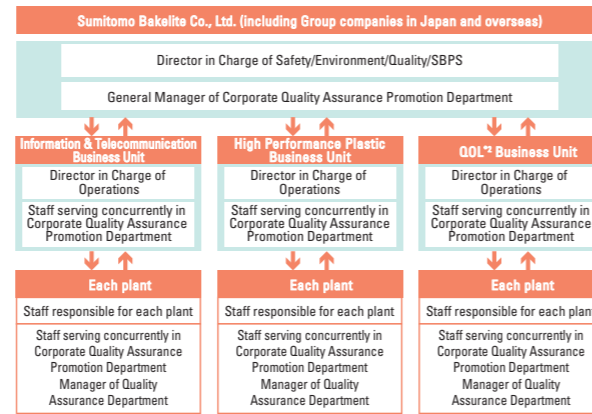 Sumitomo Bakelite Co., Ltd. (including Group companies in Japan and overseas)
Director in Charge of Safety/Environment/Quality/SBPS
General Manager of Corporate Quality Assurance Promotion Department
Information & Telecommunication
Business Unit
Director in Charge of
Operations
Staff serving concurrently in
Corporate Quality Assurance
Promotion Department
High Performance Plastic
Business Unit
Director in Charge of
Operations
Staff serving concurrently in
Corporate Quality Assurance
Promotion Department
QOL*2 Business Unit
Director in Charge of
Operations
Staff serving concurrently in
Corporate Quality Assurance
Promotion Department
Each plant
Staff responsible for each plant
Staff serving concurrently in
Corporate Quality Assurance
Promotion Department
Manager of Quality
Assurance Department
Each plant
Staff responsible for each plant
Staff serving concurrently in
Corporate Quality Assurance
Promotion Department
Manager of Quality
Assurance Department
Each plant
Staff responsible for each plant
Staff serving concurrently in
Corporate Quality Assurance
Promotion Department
Manager of Quality
Assurance Department